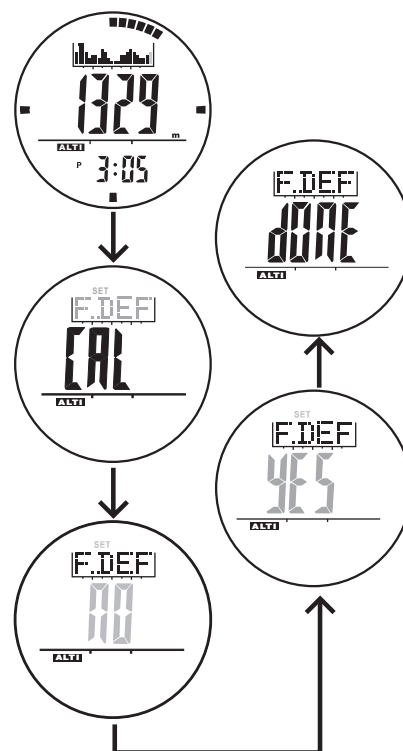 1329 m
ALTI
P 3:05
SET
F.DEF
CAL
ALTI
SET
F.DEF
NO
ALTI
SET
F.DEF
YES
ALTI
F.DEF
dONE
ALTI